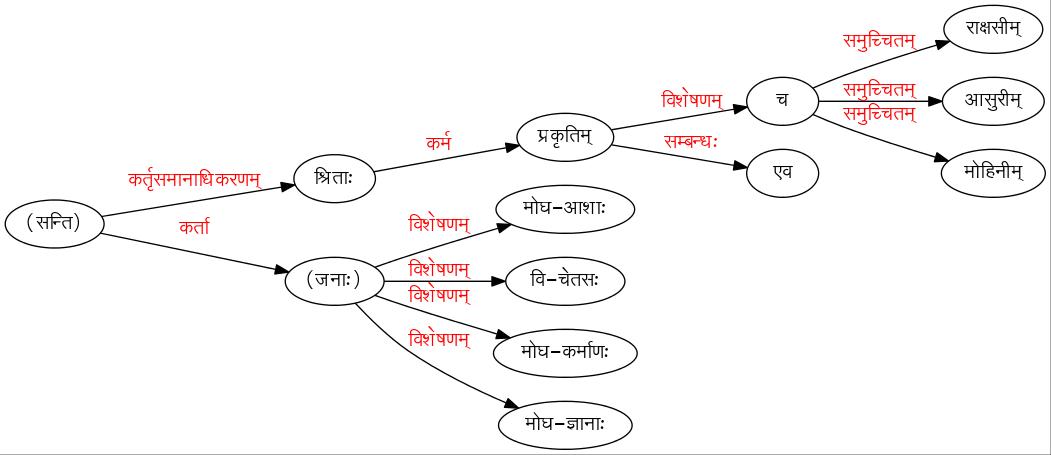 राक्षसीम्
समुच्चितम्
समुच्चितम्
आसुरीम्
विशेषणम्
च
समुच्चितम्
कर्म
प्रकृतिम्
सम्बन्धः
एव
मोहिनीम्
कर्तृसमानाधिकरणम्
श्रिताः
मोघ-आशाः
(सन्ति)
कर्ता
विशेषणम्
(जनाः)
विशेषणम्
वि-चेतसः
विशेषणम्
विशेषणम्
मोघ-कर्माणः
मोघ-ज्ञानाः